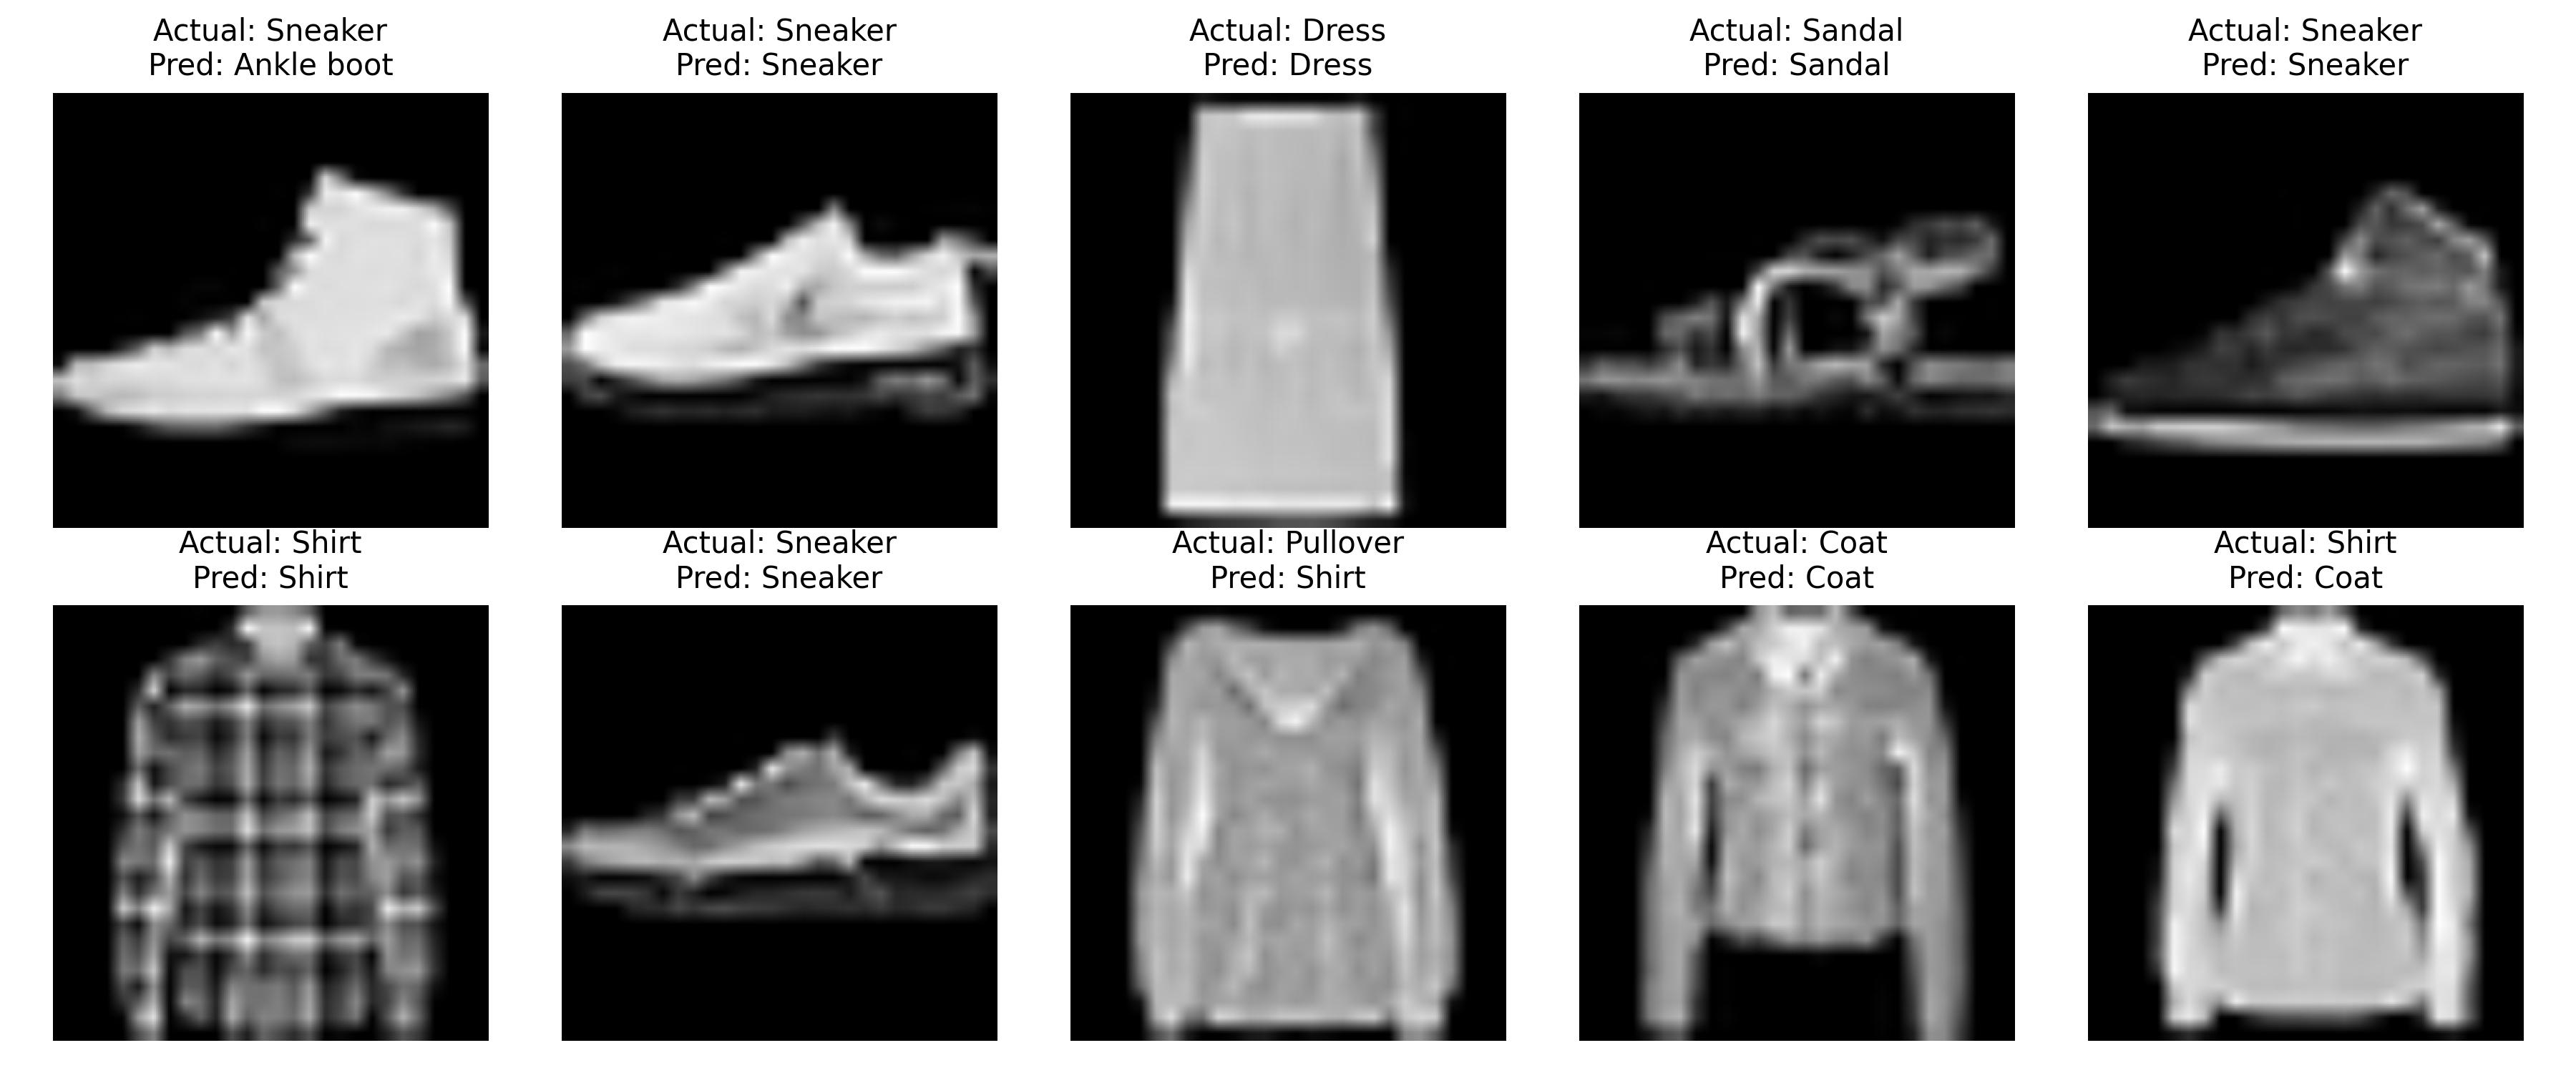 Actual: Sneaker
Pred: Ankle boot
Actual: Sneaker
Pred: Sneaker
Actual: Dress
Pred: Dress
Actual: Sandal
Pred: Sandal
Actual: Sneaker
Pred: Sneaker
Actual: Shirt
Pred: Shirt
Actual: Sneaker
Pred: Sneaker
Actual: Pullover
Pred: Shirt
Actual: Coat
Pred: Coat
Actual: Shirt
Pred: Coat